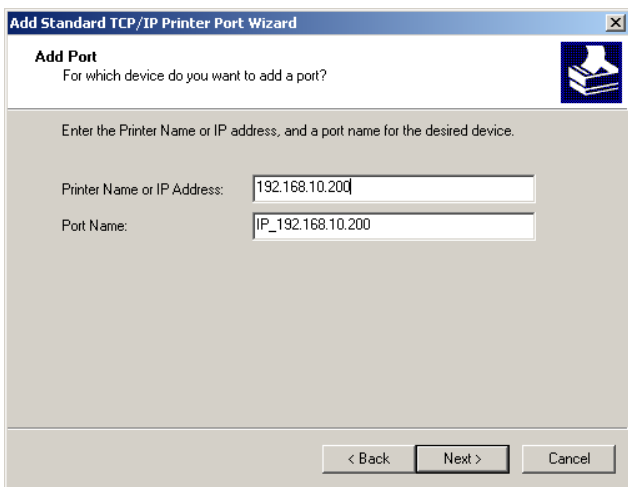 Add Standard TCP/IP Printer Port Wizard
Add Port
For which device do you want to add a port?
Enter the Printer Name or IP address, and a port name for the desired device.
Printer Name or IP Address: 192.168.10.200
Port Name: IP_192.168.10.200
< Back Next > Cancel